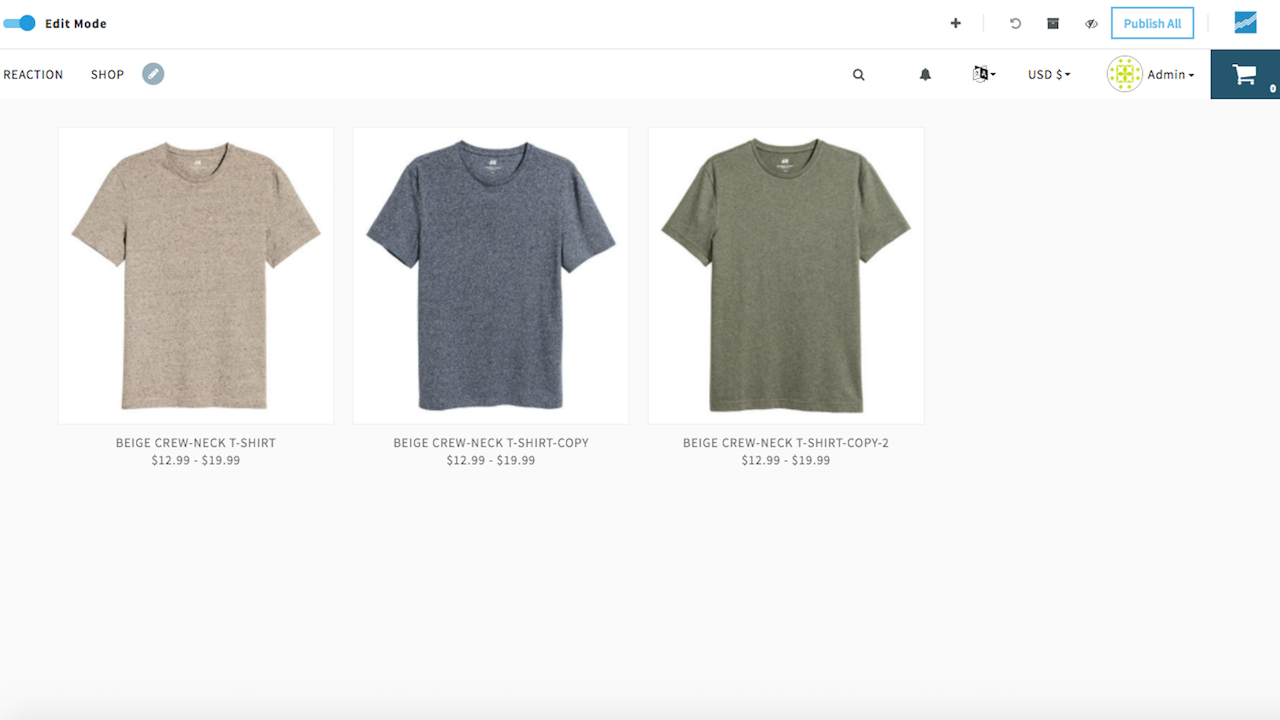 Edit Mode
Publish All
REACTION
SHOP
USD $
Admin
0
BEIGE CREW-NECK T-SHIRT
$12.99 - $19.99
BEIGE CREW-NECK T-SHIRT-COPY
$12.99 - $19.99
BEIGE CREW-NECK T-SHIRT-COPY-2
$12.99 - $19.99